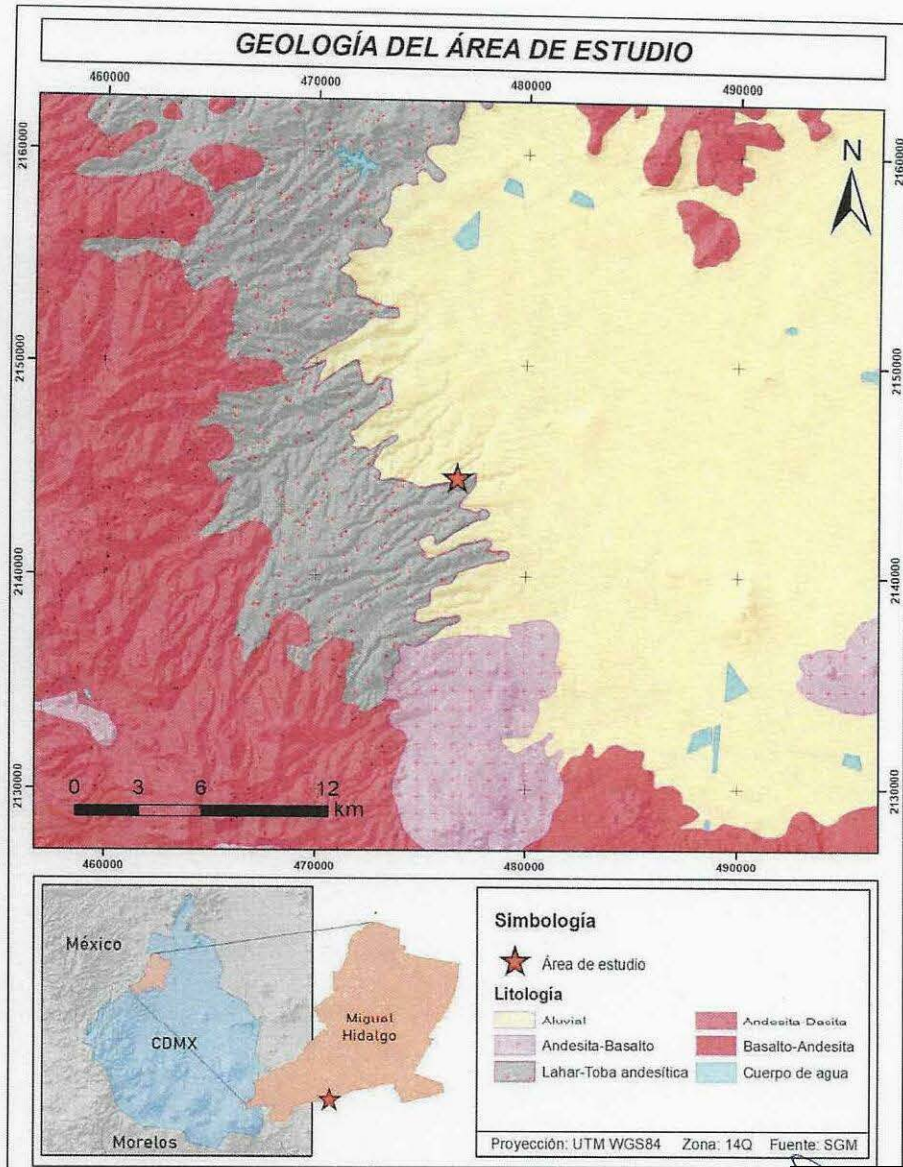 GEOLOGÍA DEL ÁREA DE ESTUDIO
460000 470000 480000 490000
2160000 2160000
N
2150000 2150000
2140000 2140000
2130000 2130000
0 3 6 12
km
460000 470000 480000 490000
México
CDMX
Morelos
Miguel
Hidalgo
Simbología
Área de estudio
Litología
Aluvial Andesita-Dacita
Andesita-Basalto Basalto-Andesita
Lahar-Toba andesítica Cuerpo de agua
Proyección: UTM WGS84 Zona: 14Q Fuente: SGM